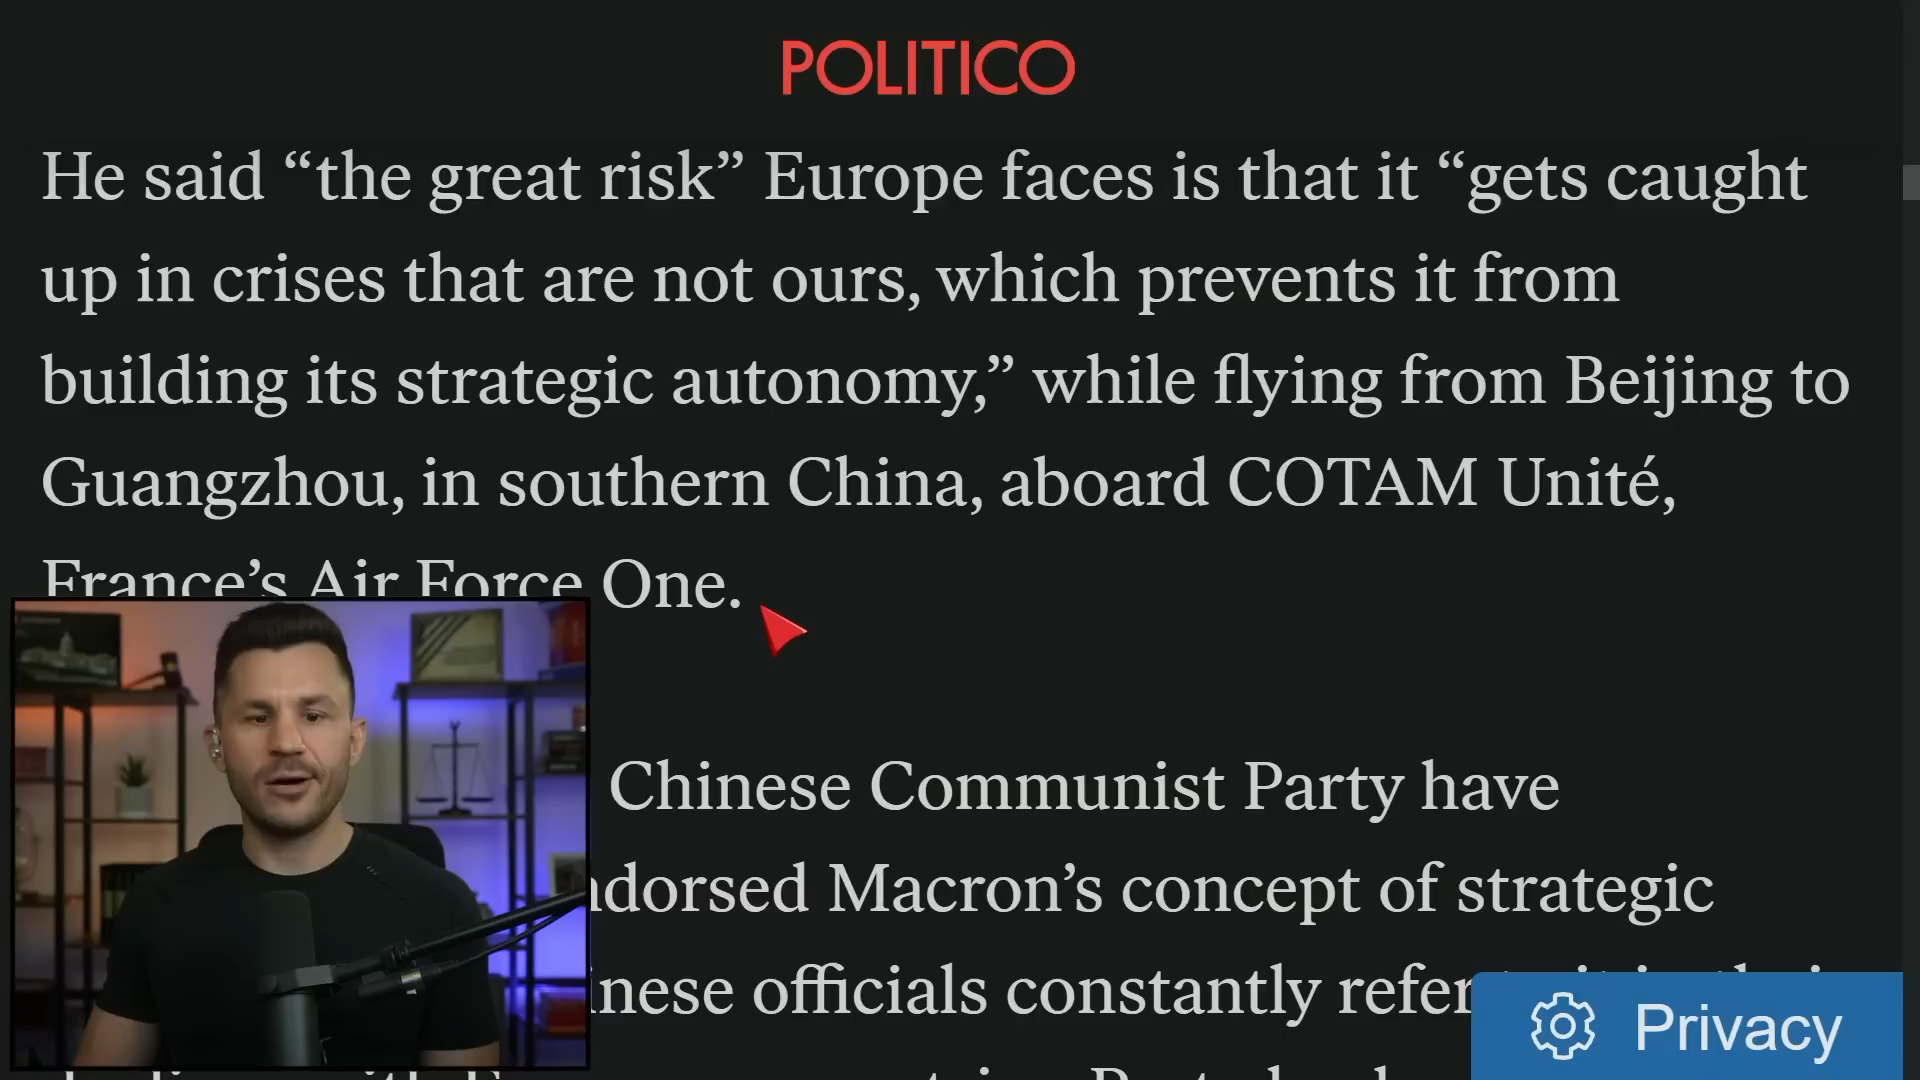 POLITICO
He said “the great risk” Europe faces is that it “gets caught
up in crises that are not ours, which prevents it from
building its strategic autonomy,” while flying from Beijing to
Guangzhou, in southern China, aboard COTAM Unité,
France’s Air Force One.
Chinese Communist Party have
Macron’s concept of strategic
officials constantly refer
Privacy